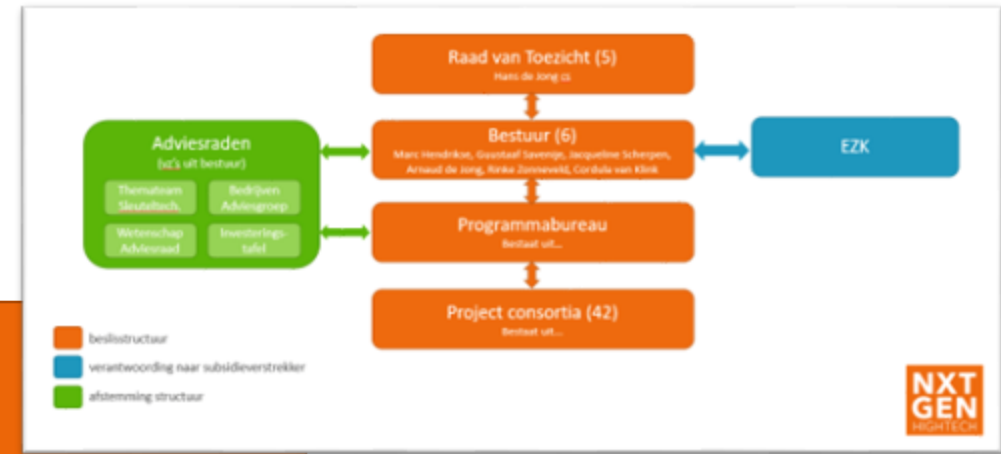 Raad van Toezicht (5)
Hans de Jong cs
Adviesraden
(vz's uit bestuur)
Themateam
Sleuteltech.
Bedrijven
Adviesgroep
Wetenschap
Adviesraad
Investerings-
tafel
Bestuur (6)
Marc Hendrikse, Guustaaf Savenije, Jacqueline Scherpen,
Arnaud de Jong, Rinke Zonneveld, Cordula van Klink
EZK
Programmabureau
Bestaat uit...
Project consortia (42)
Bestaat uit...
beslisstructuur
verantwoording naar subsidieverstrekker
afstemming structuur
NXT
GEN
HIGHTECH